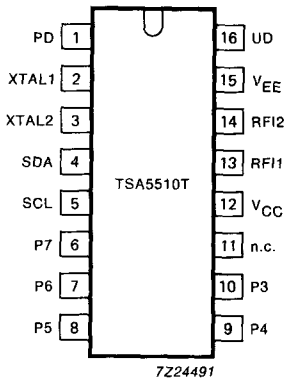 PD 1 16 UD
XTAL1 2 15 VEE
XTAL2 3 14 RFI2
SDA 4 13 RFI1
TSA5510T
SCL 5 12 VCC
P7 6 11 n.c.
P6 7 10 P3
P5 8 9 P4
7Z24491